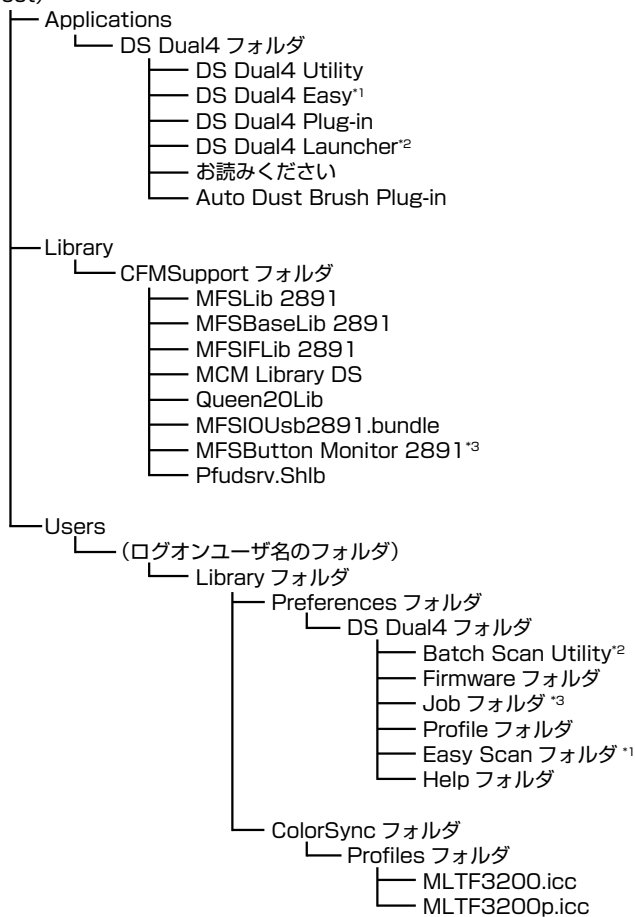 Applications
DS Dual4 フォルダ
DS Dual4 Utility
DS Dual4 Easy*1
DS Dual4 Plug-in
DS Dual4 Launcher*2
お読みください
Auto Dust Brush Plug-in
Library
CFMSupport フォルダ
MFSLib 2891
MFSBaseLib 2891
MFSIFLib 2891
MCM Library DS
Queen20Lib
MFSIOUsb2891.bundle
MFSButton Monitor 2891*3
Pfudsrv.Shlb
Users
(ログオンユーザ名のフォルダ)
Library フォルダ
Preferences フォルダ
DS Dual4 フォルダ
Batch Scan Utility*2
Firmware フォルダ
Job フォルダ *3
Profile フォルダ
Easy Scan フォルダ *1
Help フォルダ
ColorSync フォルダ
Profiles フォルダ
MLTF3200.icc
MLTF3200p.icc